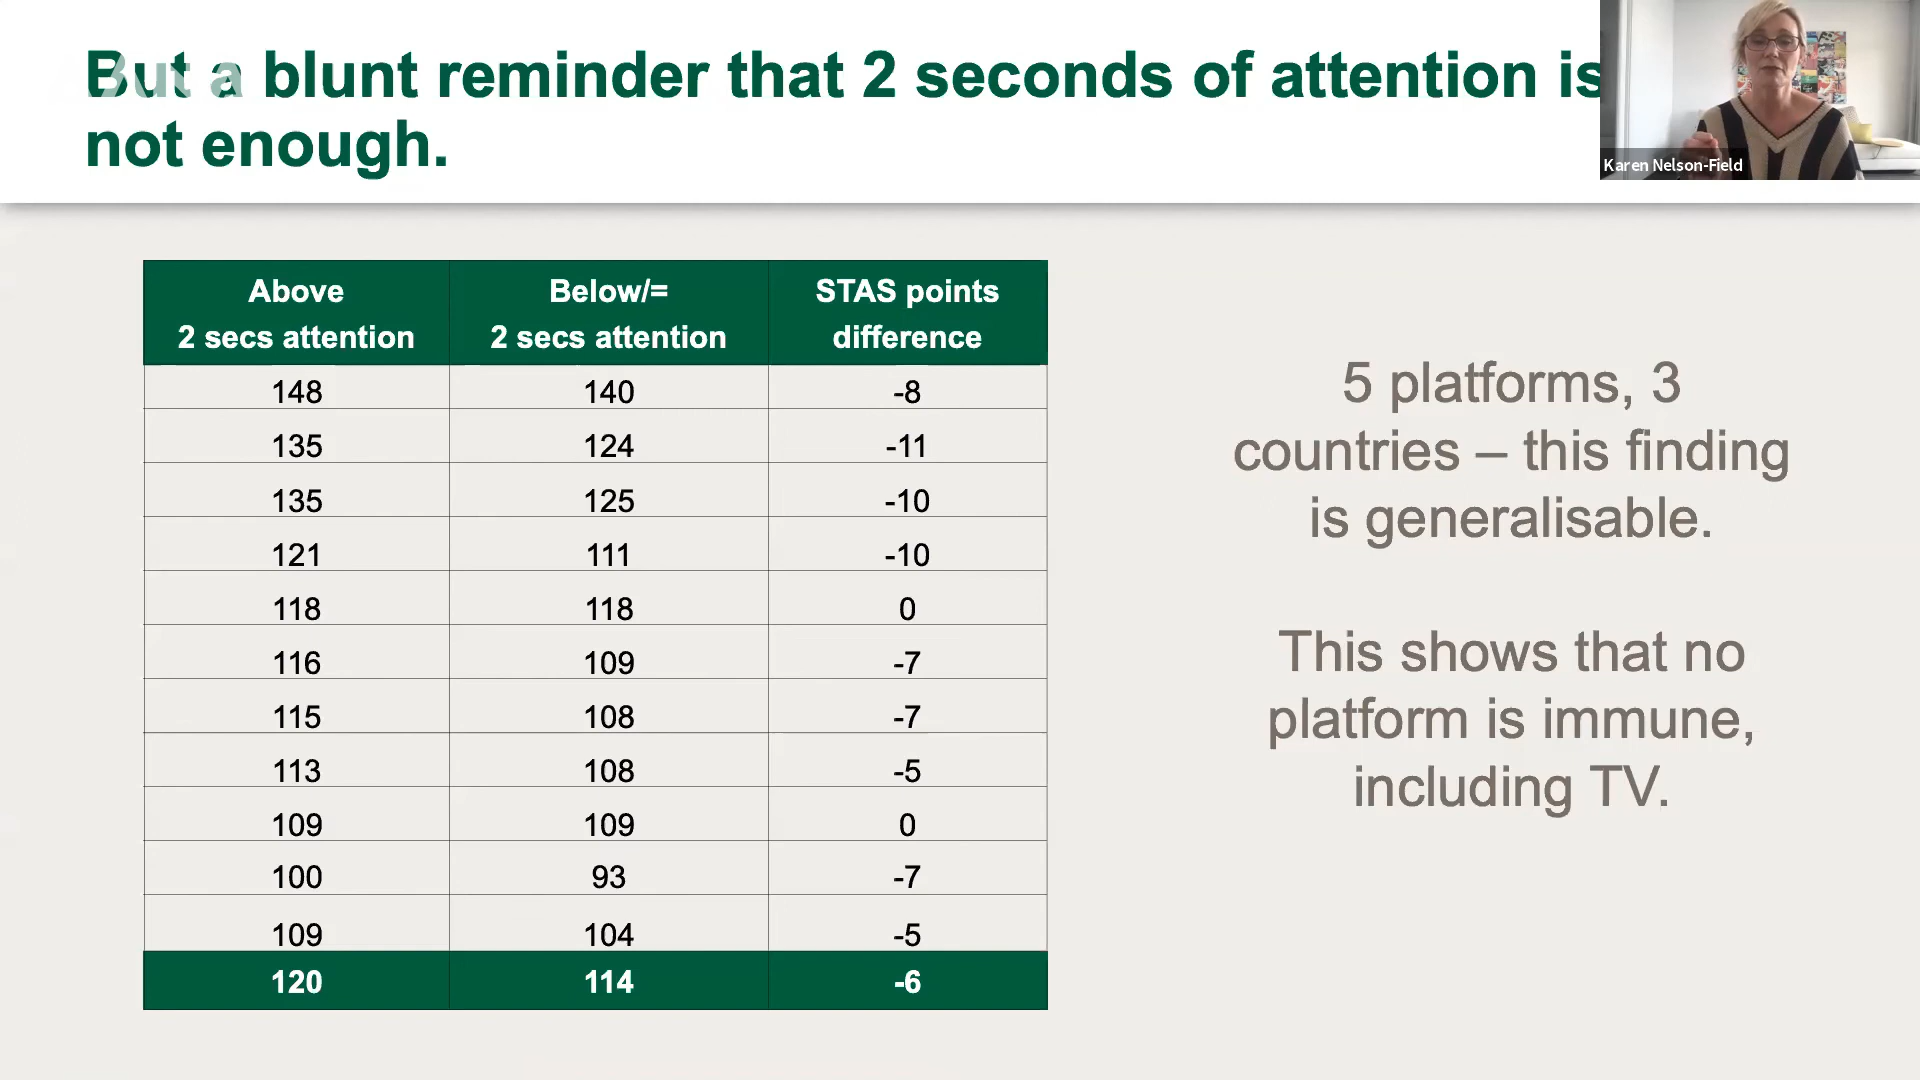 But a blunt reminder that 2 seconds of attention is
not enough.
Karen Nelson-Field
Above 2 secs attention | Below/= 2 secs attention | STAS points difference
148 | 140 | -8
135 | 124 | -11
135 | 125 | -10
121 | 111 | -10
118 | 118 | 0
116 | 109 | -7
115 | 108 | -7
113 | 108 | -5
109 | 109 | 0
100 | 93 | -7
109 | 104 | -5
120 | 114 | -6
5 platforms, 3
countries – this finding
is generalisable.
This shows that no
platform is immune,
including TV.